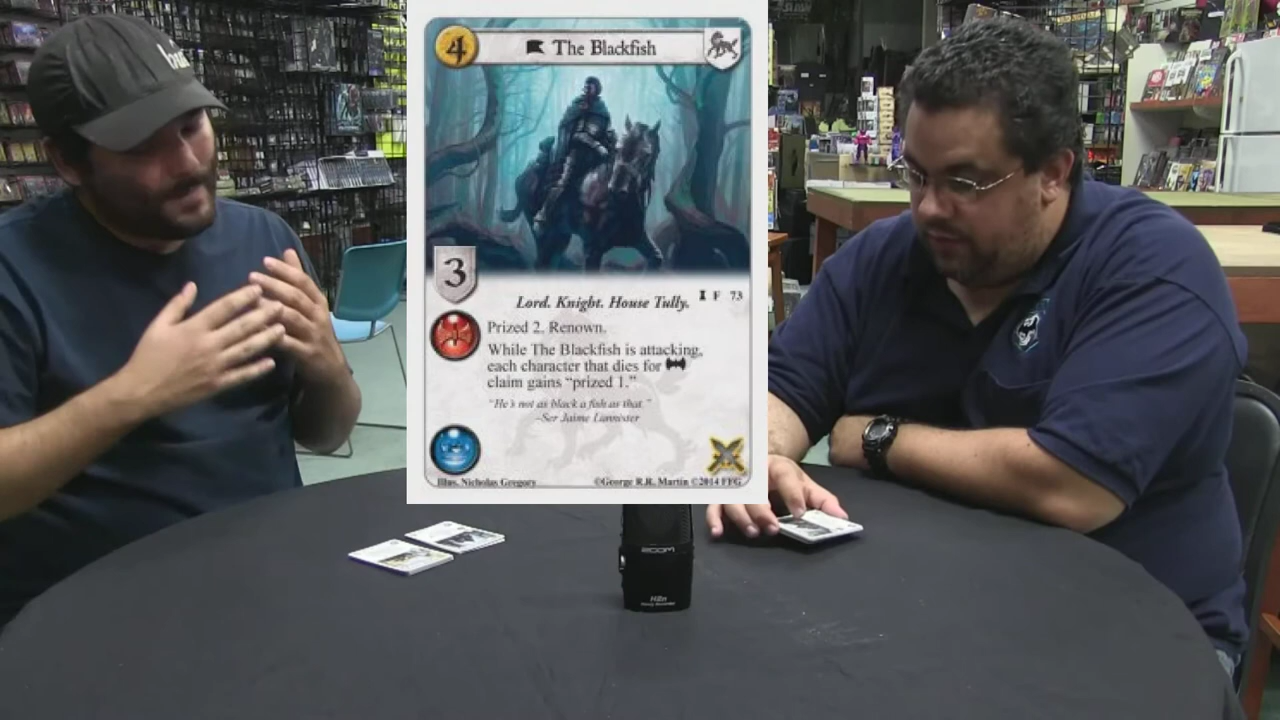 4
The Blackfish
3
F 73
Lord. Knight. House Tully.
Prized 2. Renown.
While The Blackfish is attacking,
each character that dies for
claim gains “prized 1.”
“He's not as black a fish as that.”
-Ser Jaime Lannister
Illus. Nicholas Gregory
©George R.R. Martin ©2014 FFG
zoom
H2n